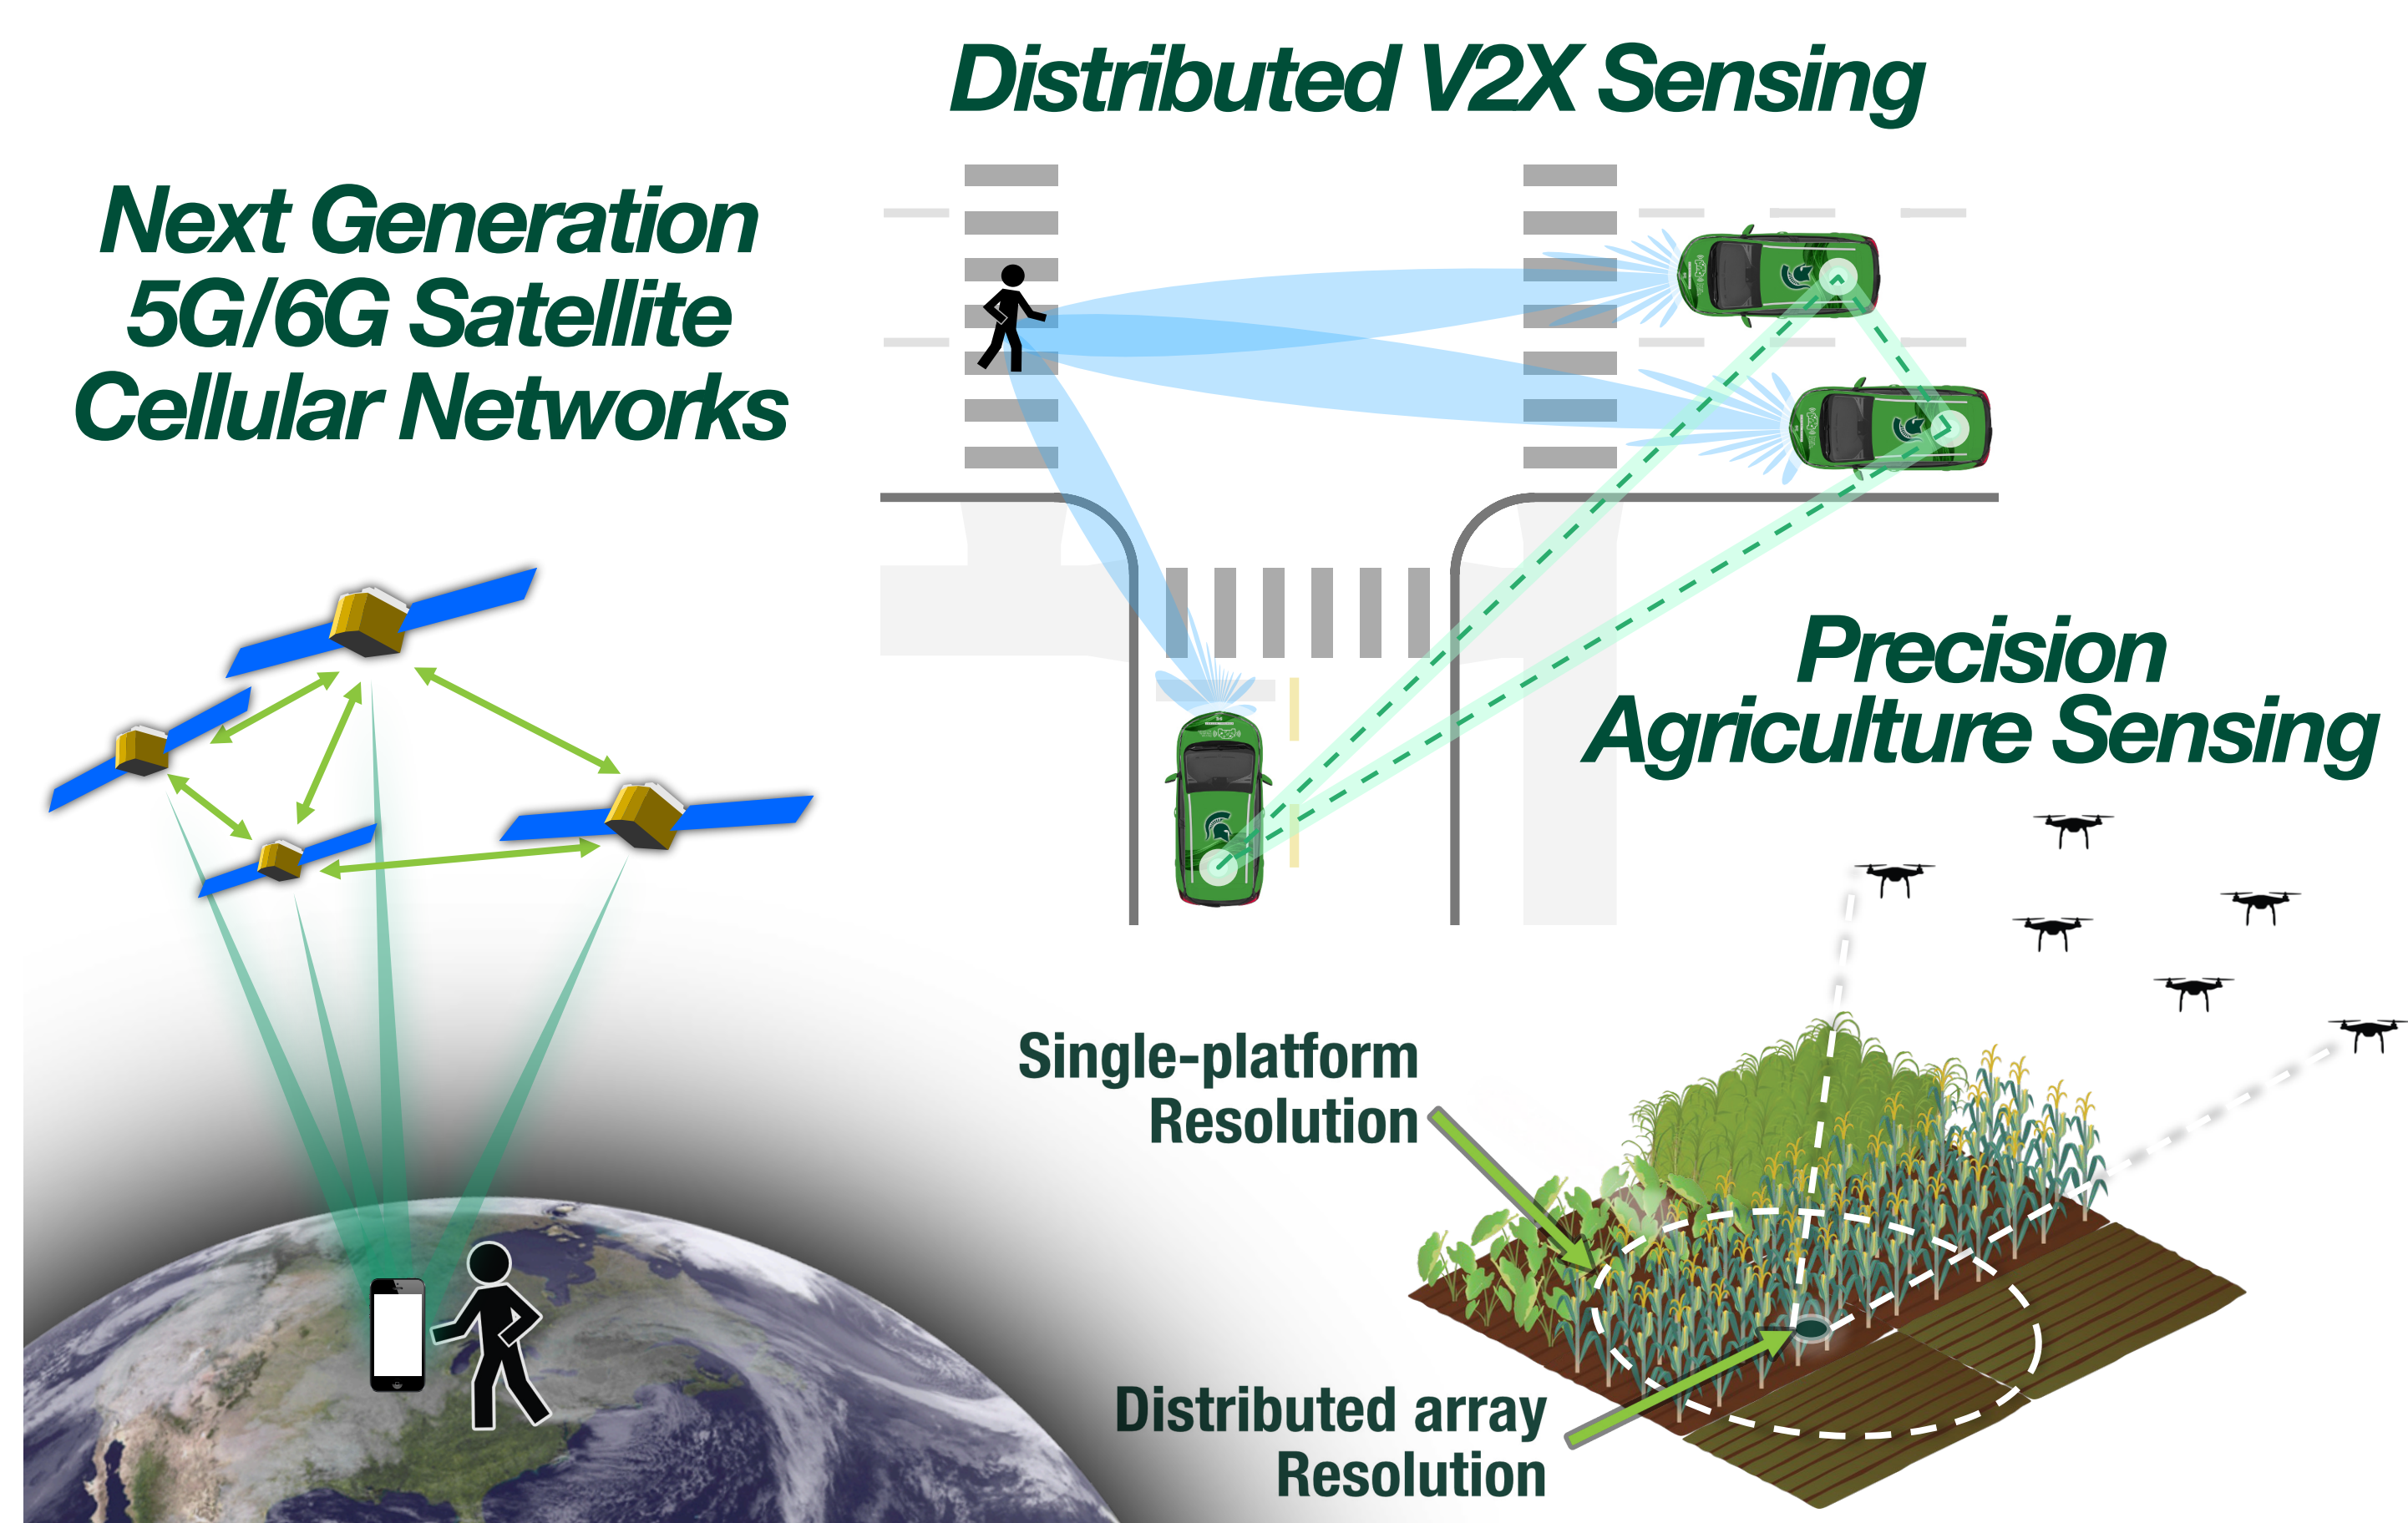 Distributed V2X Sensing
Next Generation
5G/6G Satellite
Cellular Networks
Precision
Agriculture Sensing
Single-platform
Resolution
Distributed array
Resolution